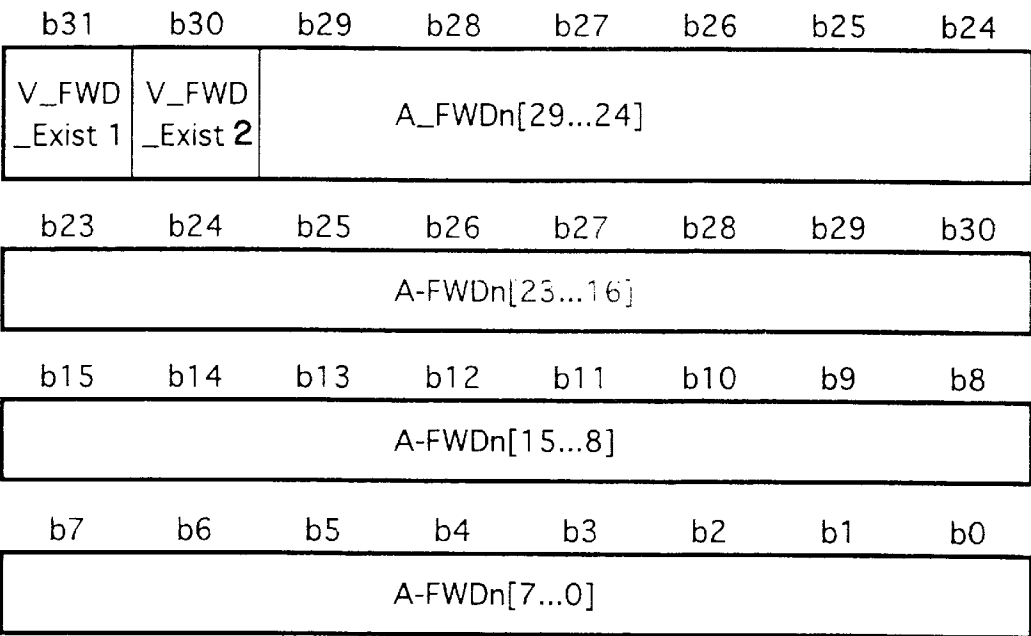 b31 b30 b29 b28 b27 b26 b25 b24
V_FWD V_FWD
_Exist 1 _Exist 2
A_FWDn[29...24]
b23 b24 b25 b26 b27 b28 b29 b30
A-FWDn[23...16]
b15 b14 b13 b12 b11 b10 b9 b8
A-FWDn[15...8]
b7 b6 b5 b4 b3 b2 b1 b0
A-FWDn[7...0]